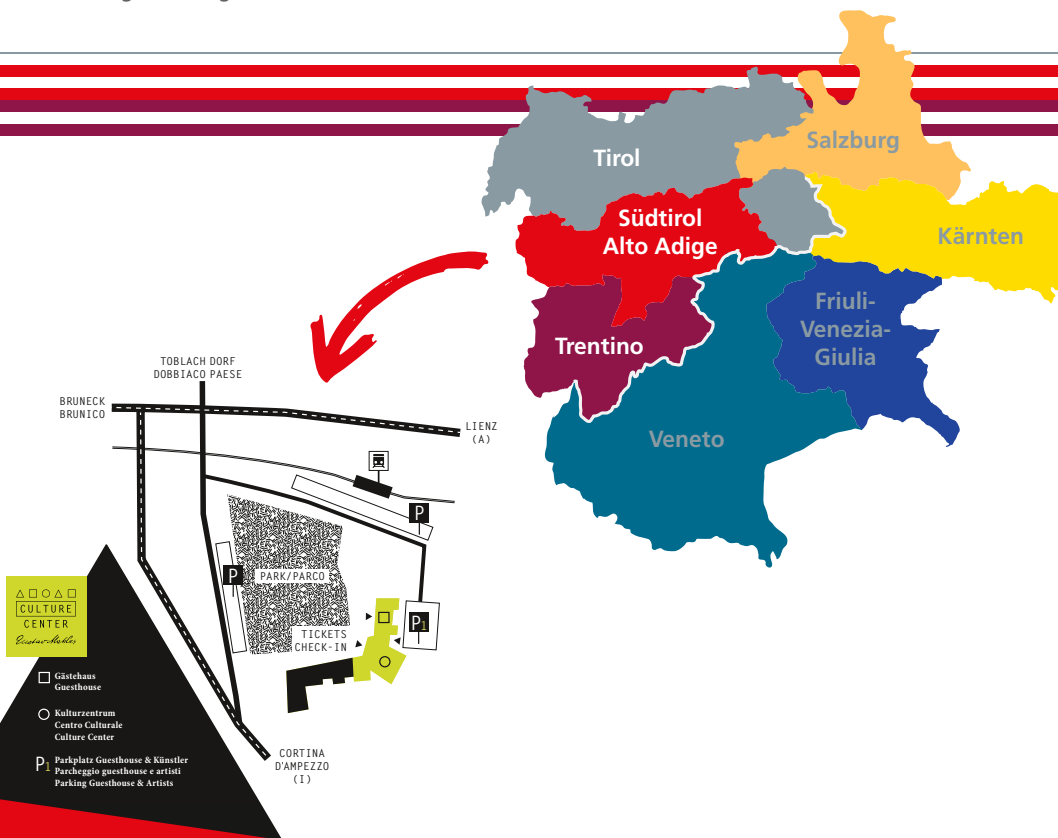 Tirol
Salzburg
Südtirol
Alto Adige
Kärnten
Friuli-
Venezia-
Giulia
Trentino
Veneto
TOBLACH DORF
DOBBIACO PAESE
BRUNECK
BRUNICO
LIENZ
(A)
P
P
PARK/PARCO
P1
TICKETS
CHECK-IN
CULTURE
CENTER
Gustav Mahler
Gästehaus
Guesthouse
Kulturzentrum
Centro Culturale
Culture Center
P1 Parkplatz Guesthouse & Künstler
Parcheggio guesthouse e artisti
Parking Guesthouse & Artists
CORTINA
D'AMPEZZO
(I)